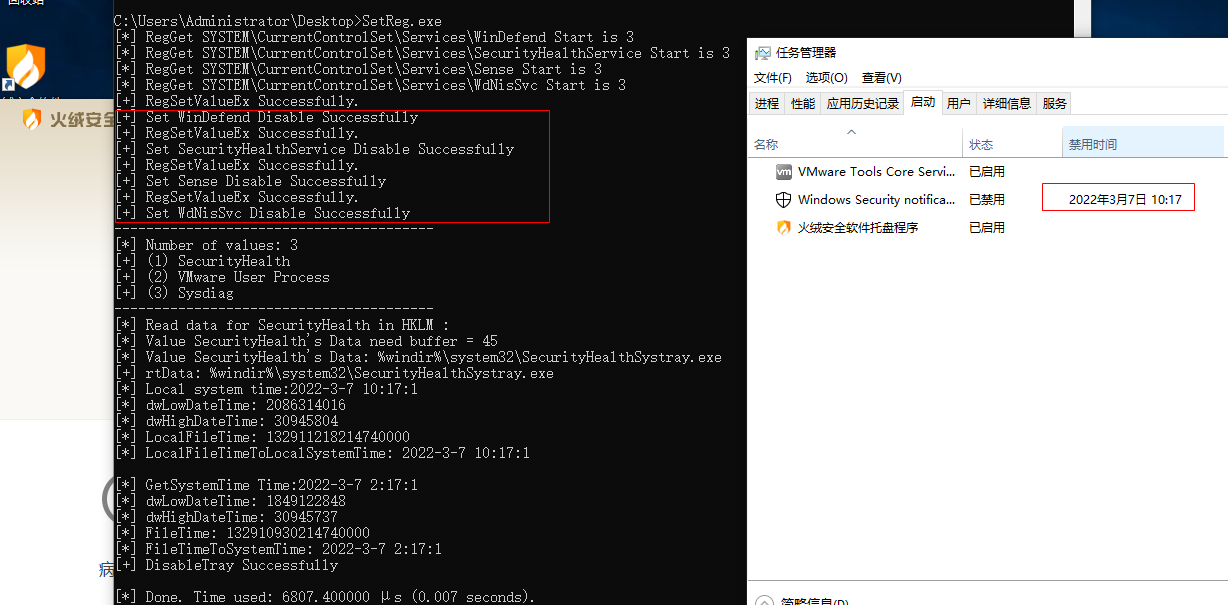 C:\Users\Administrator\Desktop>SetReg.exe
[*] RegGet SYSTEM\CurrentControlSet\Services\WinDefend Start is 3
[*] RegGet SYSTEM\CurrentControlSet\Services\SecurityHealthService Start is 3
[*] RegGet SYSTEM\CurrentControlSet\Services\Sense Start is 3
[*] RegGet SYSTEM\CurrentControlSet\Services\WdNisSvc Start is 3
[+] RegSetValueEx Successfully.
[+] Set WinDefend Disable Successfully
[+] RegSetValueEx Successfully.
[+] Set SecurityHealthService Disable Successfully
[+] RegSetValueEx Successfully.
[+] Set Sense Disable Successfully
[+] RegSetValueEx Successfully.
[+] Set WdNisSvc Disable Successfully
----------------------------------------
[*] Number of values: 3
[+] (1) SecurityHealth
[+] (2) VMware User Process
[+] (3) Sysdiag
----------------------------------------
[*] Read data for SecurityHealth in HKLM :
[*] Value SecurityHealth's Data need buffer = 45
[*] Value SecurityHealth's Data: %windir%\system32\SecurityHealthSystray.exe
[+] rtData: %windir%\system32\SecurityHealthSystray.exe
[*] Local system time:2022-3-7 10:17:1
[*] dwLowDateTime: 2086314016
[*] dwHighDateTime: 30945804
[*] LocalFileTime: 132911218214740000
[*] LocalFileTimeToLocalSystemTime: 2022-3-7 10:17:1
[*] GetSystemTime Time:2022-3-7 2:17:1
[*] dwLowDateTime: 1849122848
[*] dwHighDateTime: 30945737
[*] FileTime: 132910930214740000
[*] FileTimeToSystemTime: 2022-3-7 2:17:1
[+] DisableTray Successfully
[*] Done. Time used: 6807.400000 μs (0.007 seconds).
火绒安全
病
任务管理器
文件(F) 选项(O) 查看(V)
进程 性能 应用历史记录 启动 用户 详细信息 服务
名称 状态 禁用时间
vm VMware Tools Core Servi... 已启用
Windows Security notifica... 已禁用 2022年3月7日 10:17
火绒安全软件托盘程序 已启用
简略信息(D)